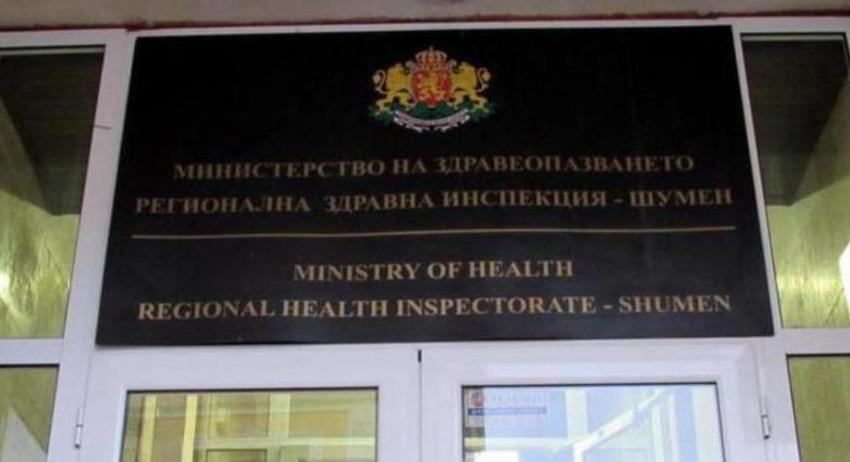 МИНИСТЕРСТВО НА ЗДРАВЕОПАЗВАНЕТО
РЕГИОНАЛНА ЗДРАВНА ИНСПЕКЦИЯ - ШУМЕН
MINISTRY OF HEALTH
REGIONAL HEALTH INSPECTORATE - SHUMEN